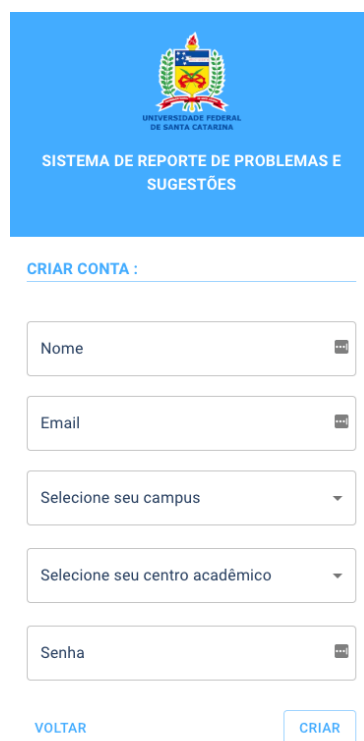 UNIVERSIDADE FEDERAL
DE SANTA CATARINA
SISTEMA DE REPORTE DE PROBLEMAS E
SUGESTÕES
CRIAR CONTA :
Nome
Email
Selecione seu campus
Selecione seu centro acadêmico
Senha
VOLTAR
CRIAR